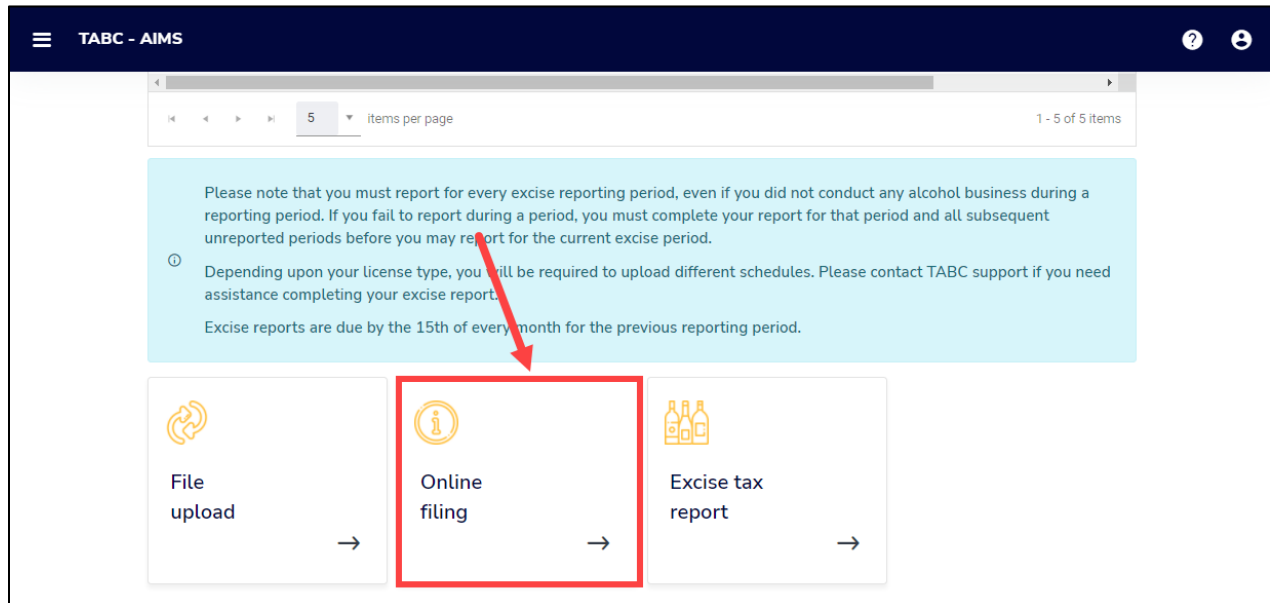 TABC - AIMS
5 items per page 1 - 5 of 5 items
Please note that you must report for every excise reporting period, even if you did not conduct any alcohol business during a
reporting period. If you fail to report during a period, you must complete your report for that period and all subsequent
unreported periods before you may report for the current excise period.
Depending upon your license type, you will be required to upload different schedules. Please contact TABC support if you need
assistance completing your excise report.
Excise reports are due by the 15th of every month for the previous reporting period.
File
upload
Online
filing
Excise tax
report